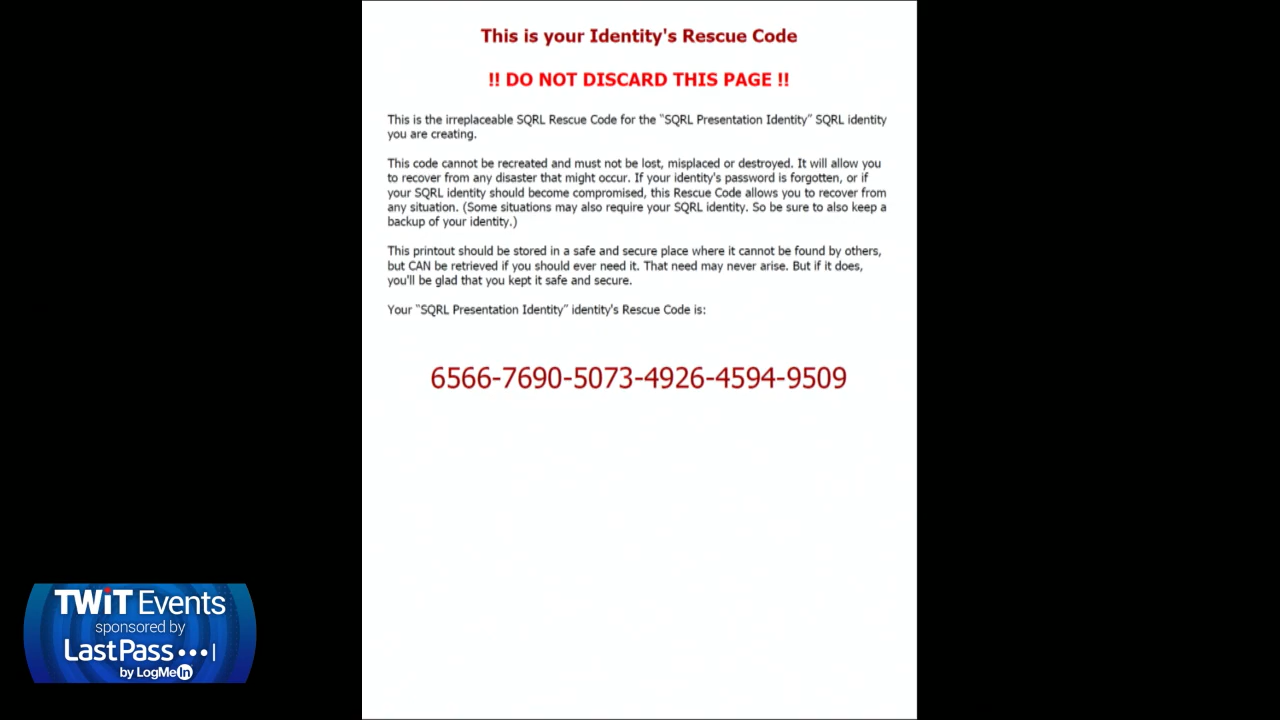 This is your Identity's Rescue Code
!! DO NOT DISCARD THIS PAGE !!
This is the irreplaceable SQRL Rescue Code for the “SQRL Presentation Identity” SQRL identity
you are creating.
This code cannot be recreated and must not be lost, misplaced or destroyed. It will allow you
to recover from any disaster that might occur. If your identity's password is forgotten, or if
your SQRL identity should become compromised, this Rescue Code allows you to recover from
any situation. (Some situations may also require your SQRL identity. So be sure to also keep a
backup of your identity.)
This printout should be stored in a safe and secure place where it cannot be found by others,
but CAN be retrieved if you should ever need it. That need may never arise. But if it does,
you'll be glad that you kept it safe and secure.
Your “SQRL Presentation Identity” identity's Rescue Code is:
6566-7690-5073-4926-4594-9509
TWiT Events
sponsored by
LastPass•••|
by LogMeIn